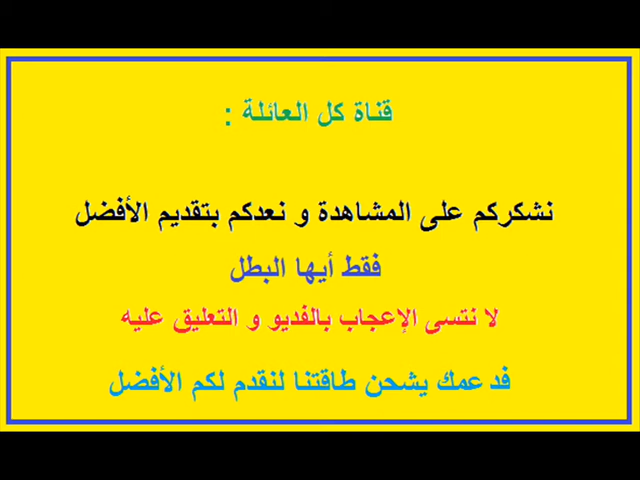 قناة كل العائلة :
نشكركم على المشاهدة و نعدكم بتقديم الأفضل
فقط أيها البطل
لا نتسى الإعجاب بالفديو و التعليق عليه
فدعمك يشحن طاقتنا لنقدم لكم الأفضل